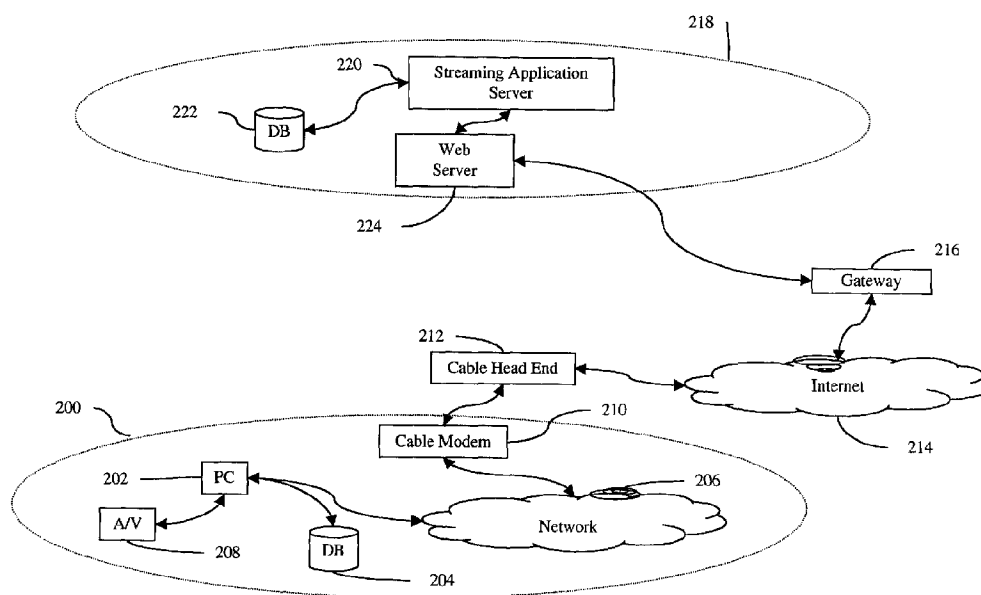 218
220
Streaming Application
Server
222
DB
Web
Server
224
216
Gateway
212
Cable Head End
Internet
200
210
Cable Modem
214
202
PC
206
A/V
Network
208
DB
204